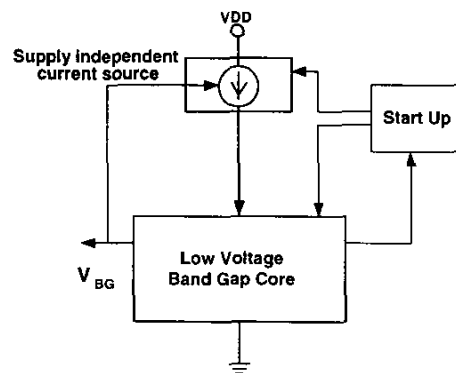 VDD
Supply independent
current source
Start Up
Low Voltage
Band Gap Core
V BG